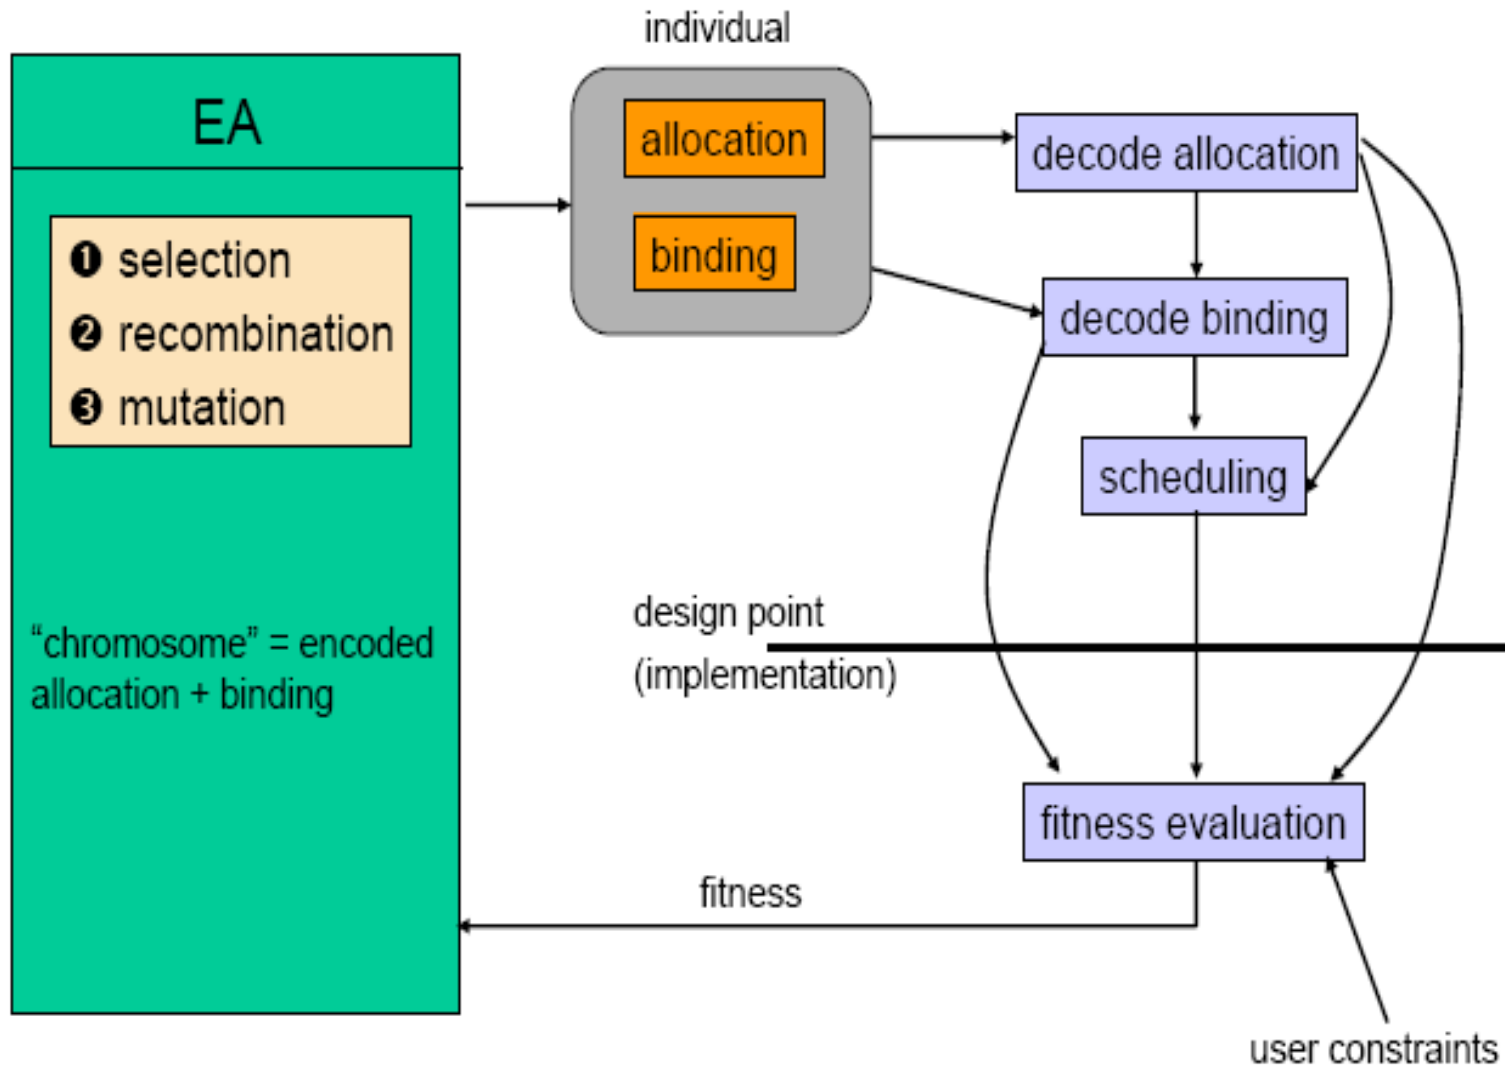 individual
EA
allocation
decode allocation
❶ selection
binding
❷ recombination
decode binding
❸ mutation
scheduling
design point
(implementation)
“chromosome” = encoded
allocation + binding
fitness evaluation
fitness
user constraints